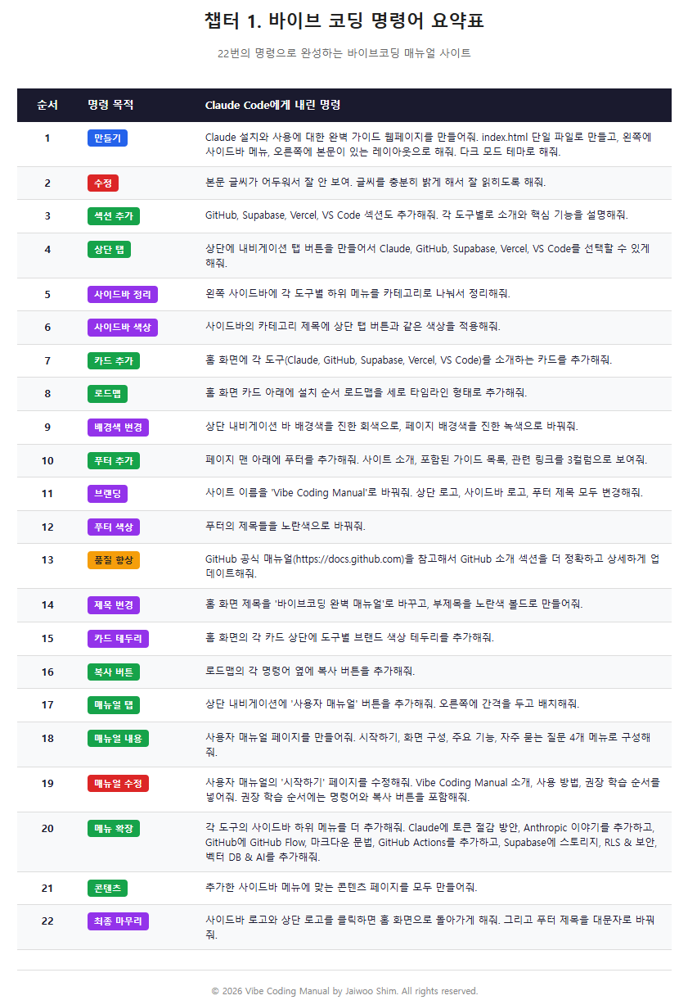 챕터 1. 바이브 코딩 명령어 요약표
22번의 명령으로 완성하는 바이브코딩 매뉴얼 사이트
순서 명령 목적 Claude Code에게 내린 명령
1 만들기 Claude 설치와 사용에 대한 완벽 가이드 웹페이지를 만들어줘. index.html 단일 파일로 만들고, 왼쪽에
사이드바 메뉴, 오른쪽에 본문이 있는 레이아웃으로 해줘. 다크 모드 테마로 해줘.
2 수정 본문 글씨가 어두워서 잘 안 보여. 글씨를 충분히 밝게 해서 잘 읽히도록 해줘.
3 섹션 추가 GitHub, Supabase, Vercel, VS Code 섹션도 추가해줘. 각 도구별로 소개와 핵심 기능을 설명해줘.
4 상단 탭 상단에 내비게이션 탭 버튼을 만들어서 Claude, GitHub, Supabase, Vercel, VS Code를 선택할 수 있게
해줘.
5 사이드바 정리 왼쪽 사이드바에 각 도구별 하위 메뉴를 카테고리로 나눠서 정리해줘.
6 사이드바 색상 사이드바의 카테고리 제목에 상단 탭 버튼과 같은 색상을 적용해줘.
7 카드 추가 홈 화면에 각 도구(Claude, GitHub, Supabase, Vercel, VS Code)를 소개하는 카드를 추가해줘.
8 로드맵 홈 화면 카드 아래에 설치 순서 로드맵을 세로 타임라인 형태로 추가해줘.
9 배경색 변경 상단 내비게이션 바 배경색을 진한 회색으로, 페이지 배경색을 진한 녹색으로 바꿔줘.
10 푸터 추가 페이지 맨 아래에 푸터를 추가해줘. 사이트 소개, 포함된 가이드 목록, 관련 링크를 3컬럼으로 보여줘.
11 브랜딩 사이트 이름을 'Vibe Coding Manual'로 바꿔줘. 상단 로고, 사이드바 로고, 푸터 제목 모두 변경해줘.
12 푸터 색상 푸터의 제목들을 노란색으로 바꿔줘.
13 품질 향상 GitHub 공식 매뉴얼(https://docs.github.com)을 참고해서 GitHub 소개 섹션을 더 정확하고 상세하게 업
데이트해줘.
14 제목 변경 홈 화면 제목을 '바이브코딩 완벽 매뉴얼'로 바꾸고, 부제목을 노란색 볼드로 만들어줘.
15 카드 테두리 홈 화면의 각 카드 상단에 도구별 브랜드 색상 테두리를 추가해줘.
16 복사 버튼 로드맵의 각 명령어 옆에 복사 버튼을 추가해줘.
17 매뉴얼 탭 상단 내비게이션에 '사용자 매뉴얼' 버튼을 추가해줘. 오른쪽에 간격을 두고 배치해줘.
18 매뉴얼 내용 사용자 매뉴얼 페이지를 만들어줘. 시작하기, 화면 구성, 주요 기능, 자주 묻는 질문 4개 메뉴로 구성해
줘.
19 매뉴얼 수정 사용자 매뉴얼의 '시작하기' 페이지를 수정해줘. Vibe Coding Manual 소개, 사용 방법, 권장 학습 순서를
넣어줘. 권장 학습 순서에는 명령어와 복사 버튼을 포함해줘.
20 메뉴 확장 각 도구의 사이드바 하위 메뉴를 더 추가해줘. Claude에 토큰 절감 방안, Anthropic 이야기를 추가하고,
GitHub에 GitHub Flow, 마크다운 문법, GitHub Actions를 추가하고, Supabase에 스토리지, RLS & 보안,
벡터 DB & AI를 추가해줘.
21 콘텐츠 추가한 사이드바 메뉴에 맞는 콘텐츠 페이지를 모두 만들어줘.
22 최종 마무리 사이드바 로고와 상단 로고를 클릭하면 홈 화면으로 돌아가게 해줘. 그리고 푸터 제목을 대문자로 바꿔
줘.
© 2026 Vibe Coding Manual by Jaiwoo Shim. All rights reserved.